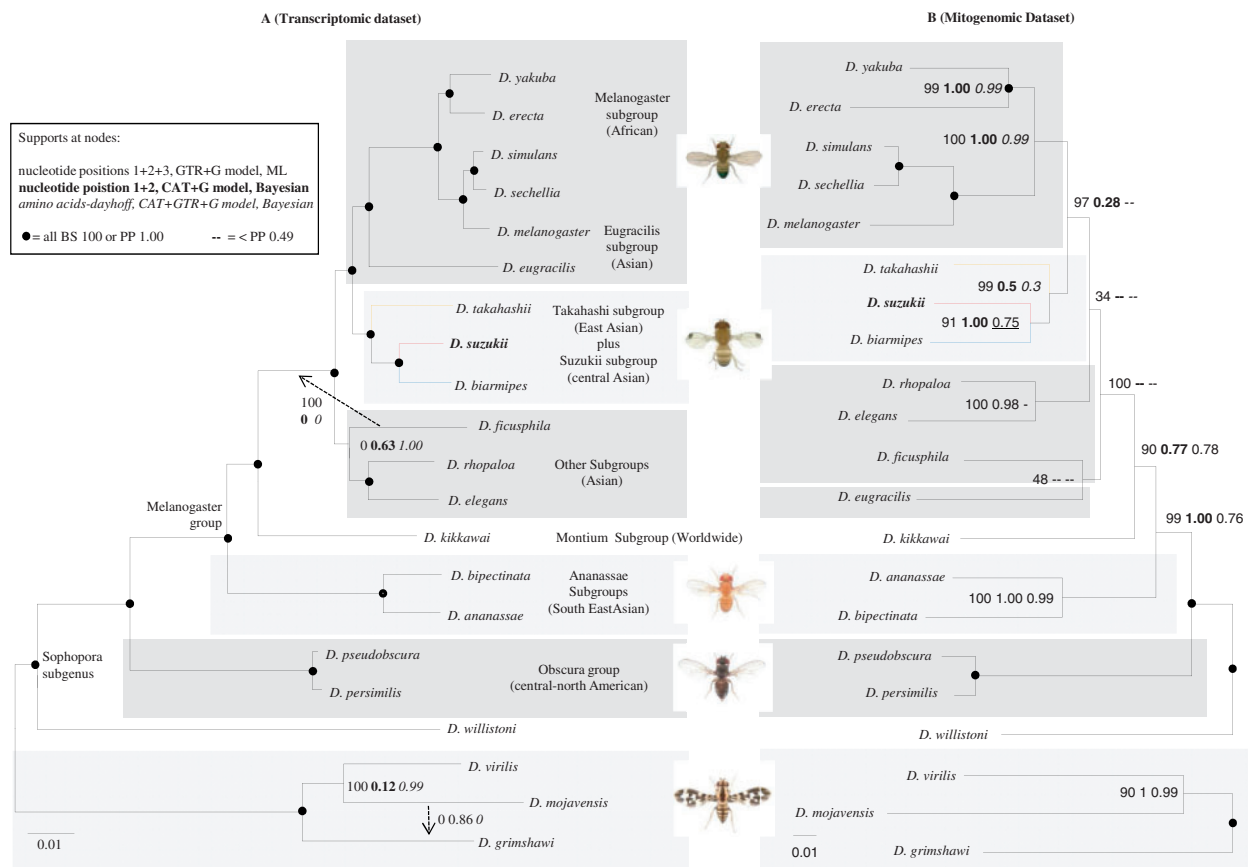 A (Transcriptomic dataset)
Supports at nodes:
nucleotide positions 1+2+3, GTR+G model, ML
nucleotide postion 1+2, CAT+G model, Bayesian
amino acids-dayhoff, CAT+GTR+G model, Bayesian
●= all BS 100 or PP 1.00 -- = < PP 0.49
D. yakuba
D. erecta
D. simulans
D. sechellia
D. melanogaster
D. eugracilis
Melanogaster
subgroup
(African)
Eugracilis
subgroup
(Asian)
D. takahashii
D. suzukii
D. biarmipes
Takahashi subgroup
(East Asian)
plus
Suzukii subgroup
(central Asian)
100
0 0
D. ficusphila
0 0.63 1.00
D. rhopaloa
D. elegans
Other Subgroups
(Asian)
Melanogaster
group
D. kikkawai
Montium Subgroup (Worldwide)
D. bipectinata
D. ananassae
Ananassae
Subgroups
(South EastAsian)
Sophopora
subgenus
D. pseudobscura
D. persimilis
Obscura group
(central-north American)
D. willistoni
D. virilis
100 0.12 0.99
D. mojavensis
0 0.86 0
D. grimshawi
0.01
B (Mitogenomic Dataset)
D. yakuba
99 1.00 0.99
D. erecta
100 1.00 0.99
D. simulans
D. sechellia
D. melanogaster
97 0.28 --
D. takahashii
99 0.5 0.3
D. suzukii
34 -- --
91 1.00 0.75
D. biarmipes
D. rhopaloa
100 -- --
100 0.98 -
D. elegans
D. ficusphila
90 0.77 0.78
48 -- --
D. eugracilis
99 1.00 0.76
D. kikkawai
D. ananassae
100 1.00 0.99
D. bipectinata
D. pseudobscura
D. persimilis
D. willistoni
D. virilis
90 1 0.99
D. mojavensis
D. grimshawi
0.01